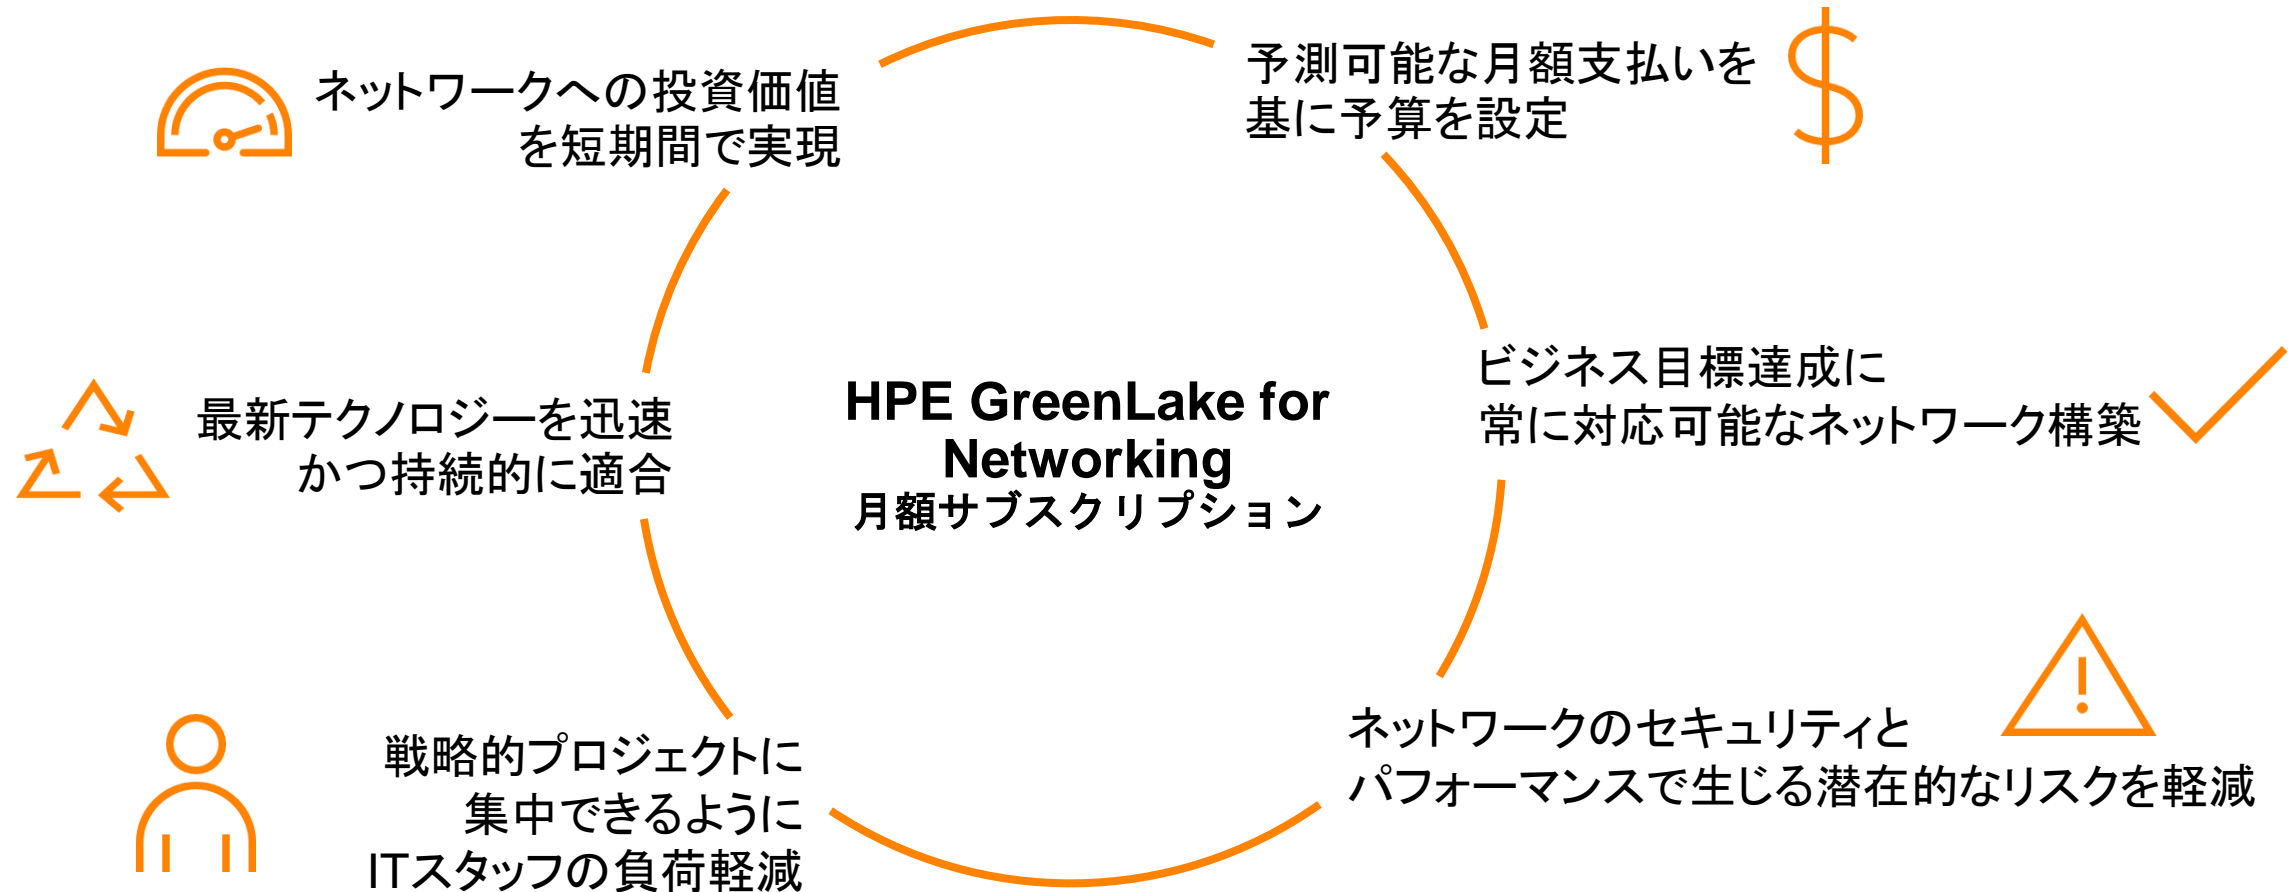 ネットワークへの投資価値
を短期間で実現
予測可能な月額支払いを
基に予算を設定
最新テクノロジーを迅速
かつ持続的に適合
HPE GreenLake for
Networking
月額サブスクリプション
ビジネス目標達成に
常に対応可能なネットワーク構築
戦略的プロジェクトに
集中できるように
ITスタッフの負荷軽減
ネットワークのセキュリティと
パフォーマンスで生じる潜在的なリスクを軽減